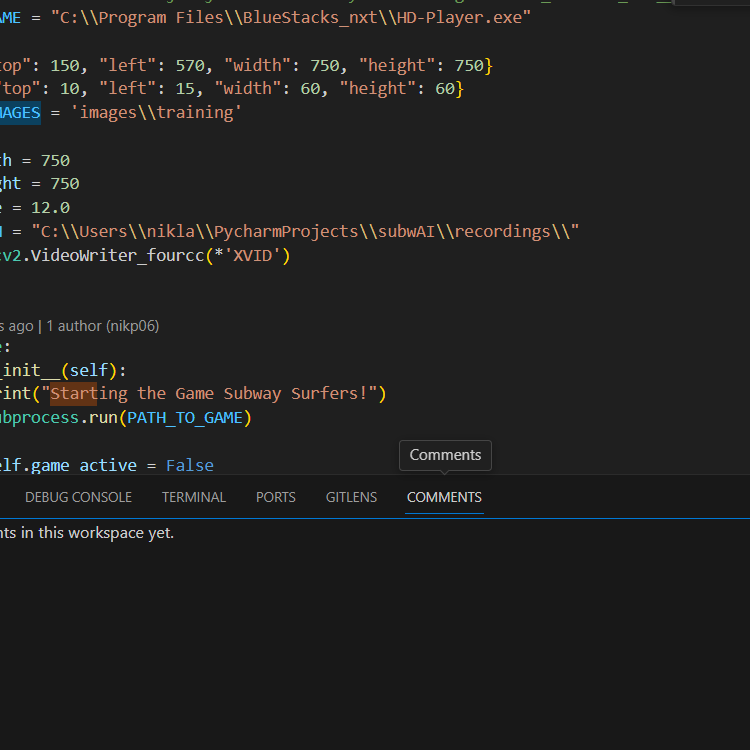 AME = "C:\\Program Files\\BlueStacks_nxt\\HD-Player.exe"
top": 150, "left": 570, "width": 750, "height": 750}
"top": 10, "left": 15, "width": 60, "height": 60}
MAGES = 'images\\training'
th = 750
ght = 750
e = 12.0
= "C:\\Users\\nikla\\PycharmProjects\\subwAI\\recordings\\"
cv2.VideoWriter_fourcc(*'XVID')
s ago | 1 author (nikp06)
e:
_init__(self):
rint("Starting the Game Subway Surfers!")
ubprocess.run(PATH_TO_GAME)
Comments
elf.game_active = False
DEBUG CONSOLE TERMINAL PORTS GITLENS COMMENTS
nts in this workspace yet.